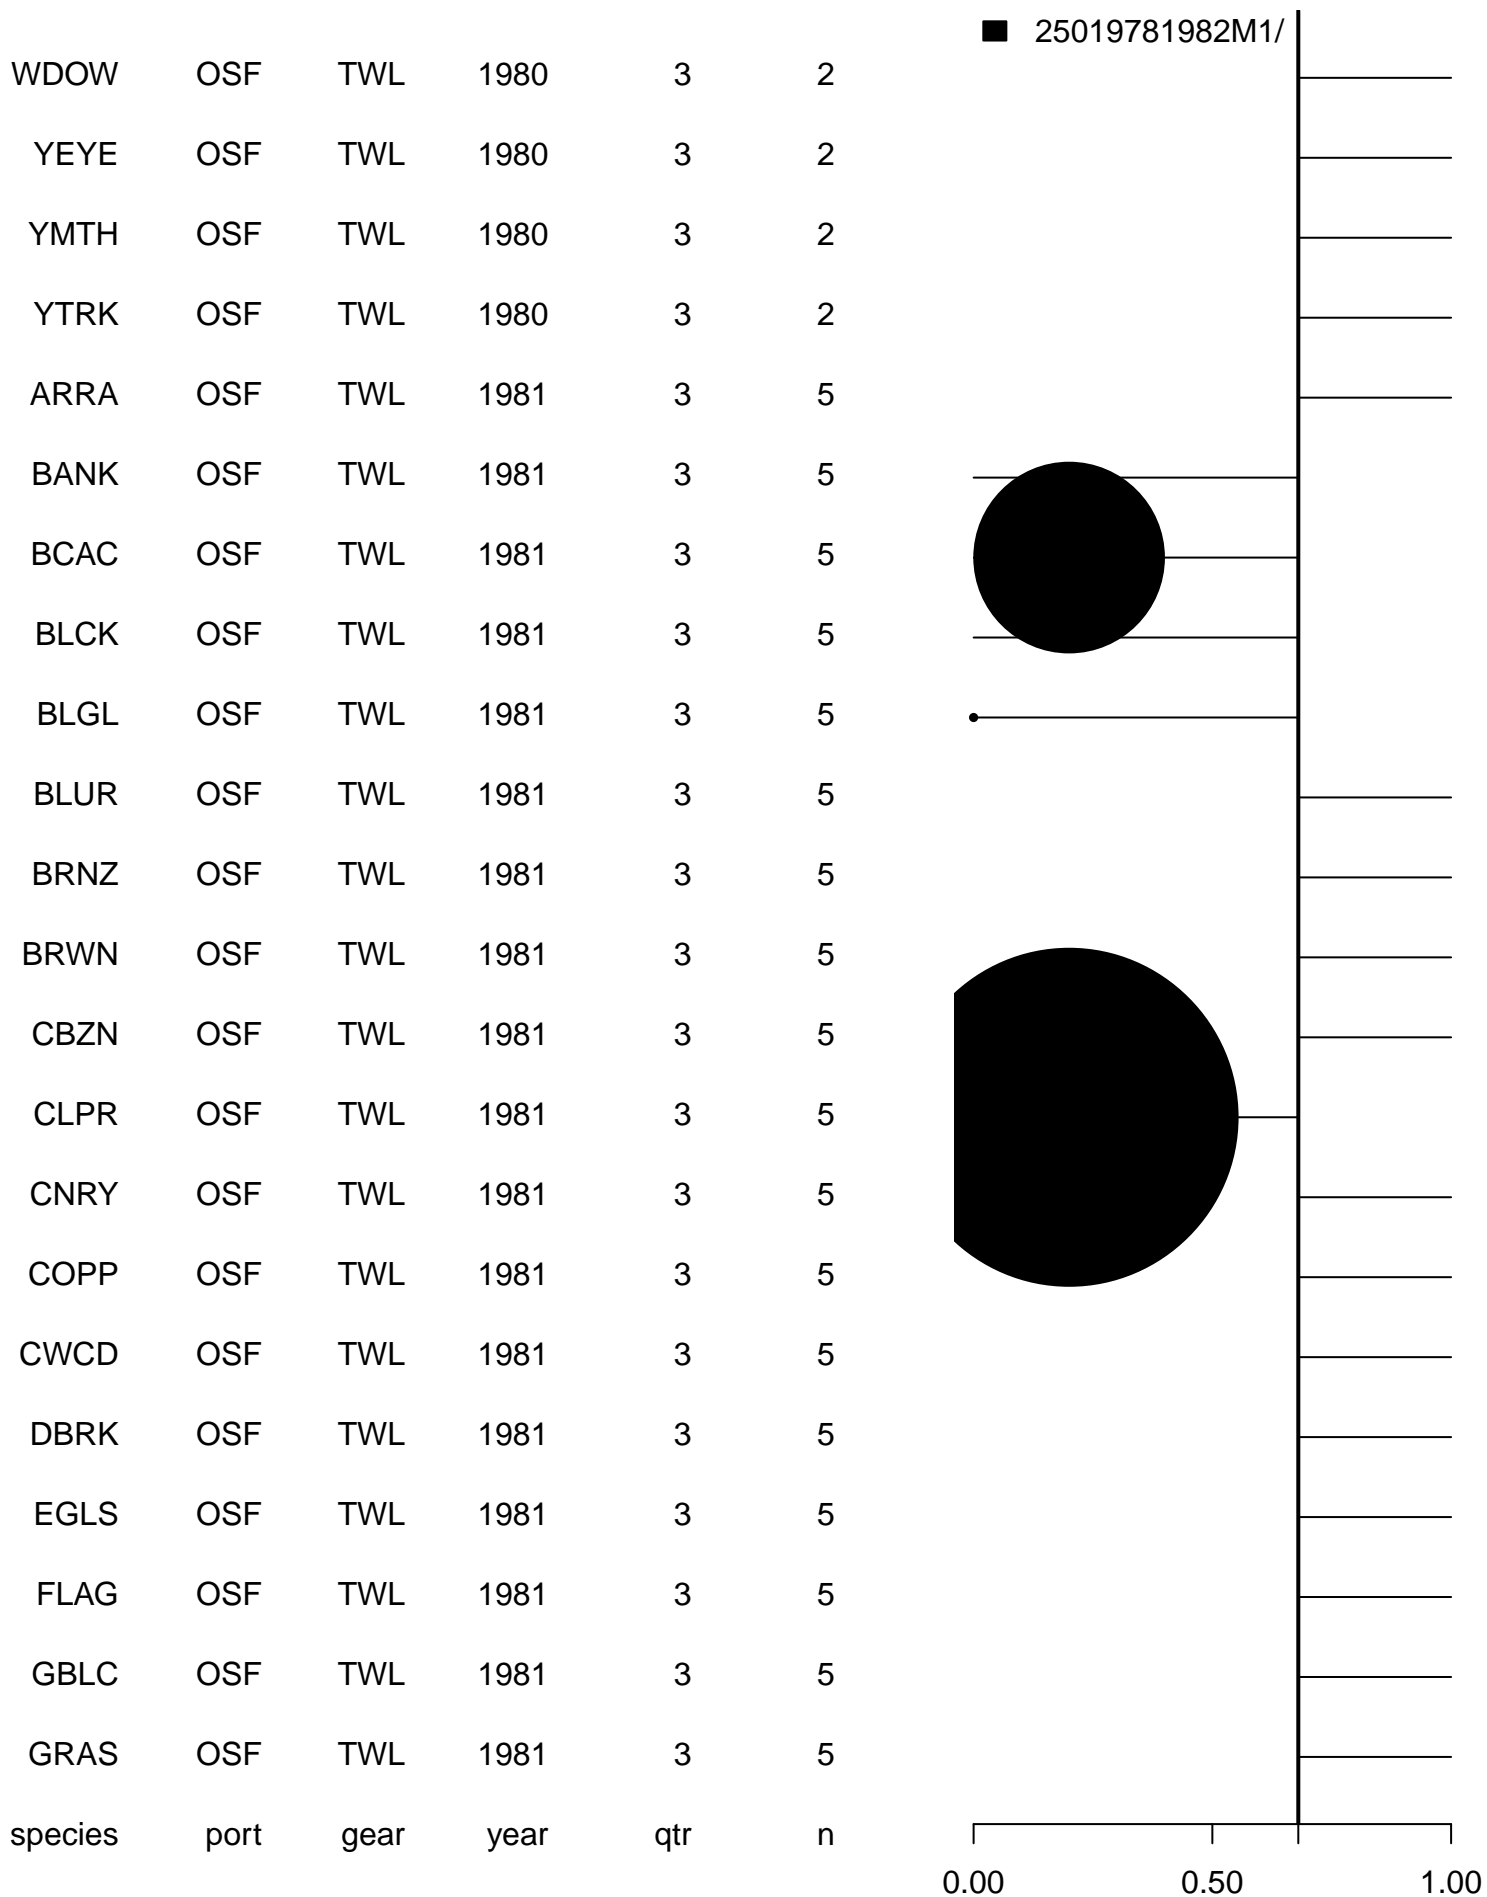 25019781982M1/
WDOW OSF TWL 1980 3 2
YEYE OSF TWL 1980 3 2
YMTH OSF TWL 1980 3 2
YTRK OSF TWL 1980 3 2
ARRA OSF TWL 1981 3 5
BANK OSF TWL 1981 3 5
BCAC OSF TWL 1981 3 5
BLCK OSF TWL 1981 3 5
BLGL OSF TWL 1981 3 5
BLUR OSF TWL 1981 3 5
BRNZ OSF TWL 1981 3 5
BRWN OSF TWL 1981 3 5
CBZN OSF TWL 1981 3 5
CLPR OSF TWL 1981 3 5
CNRY OSF TWL 1981 3 5
COPP OSF TWL 1981 3 5
CWCD OSF TWL 1981 3 5
DBRK OSF TWL 1981 3 5
EGLS OSF TWL 1981 3 5
FLAG OSF TWL 1981 3 5
GBLC OSF TWL 1981 3 5
GRAS OSF TWL 1981 3 5
species port gear year qtr n
0.00 0.50 1.00